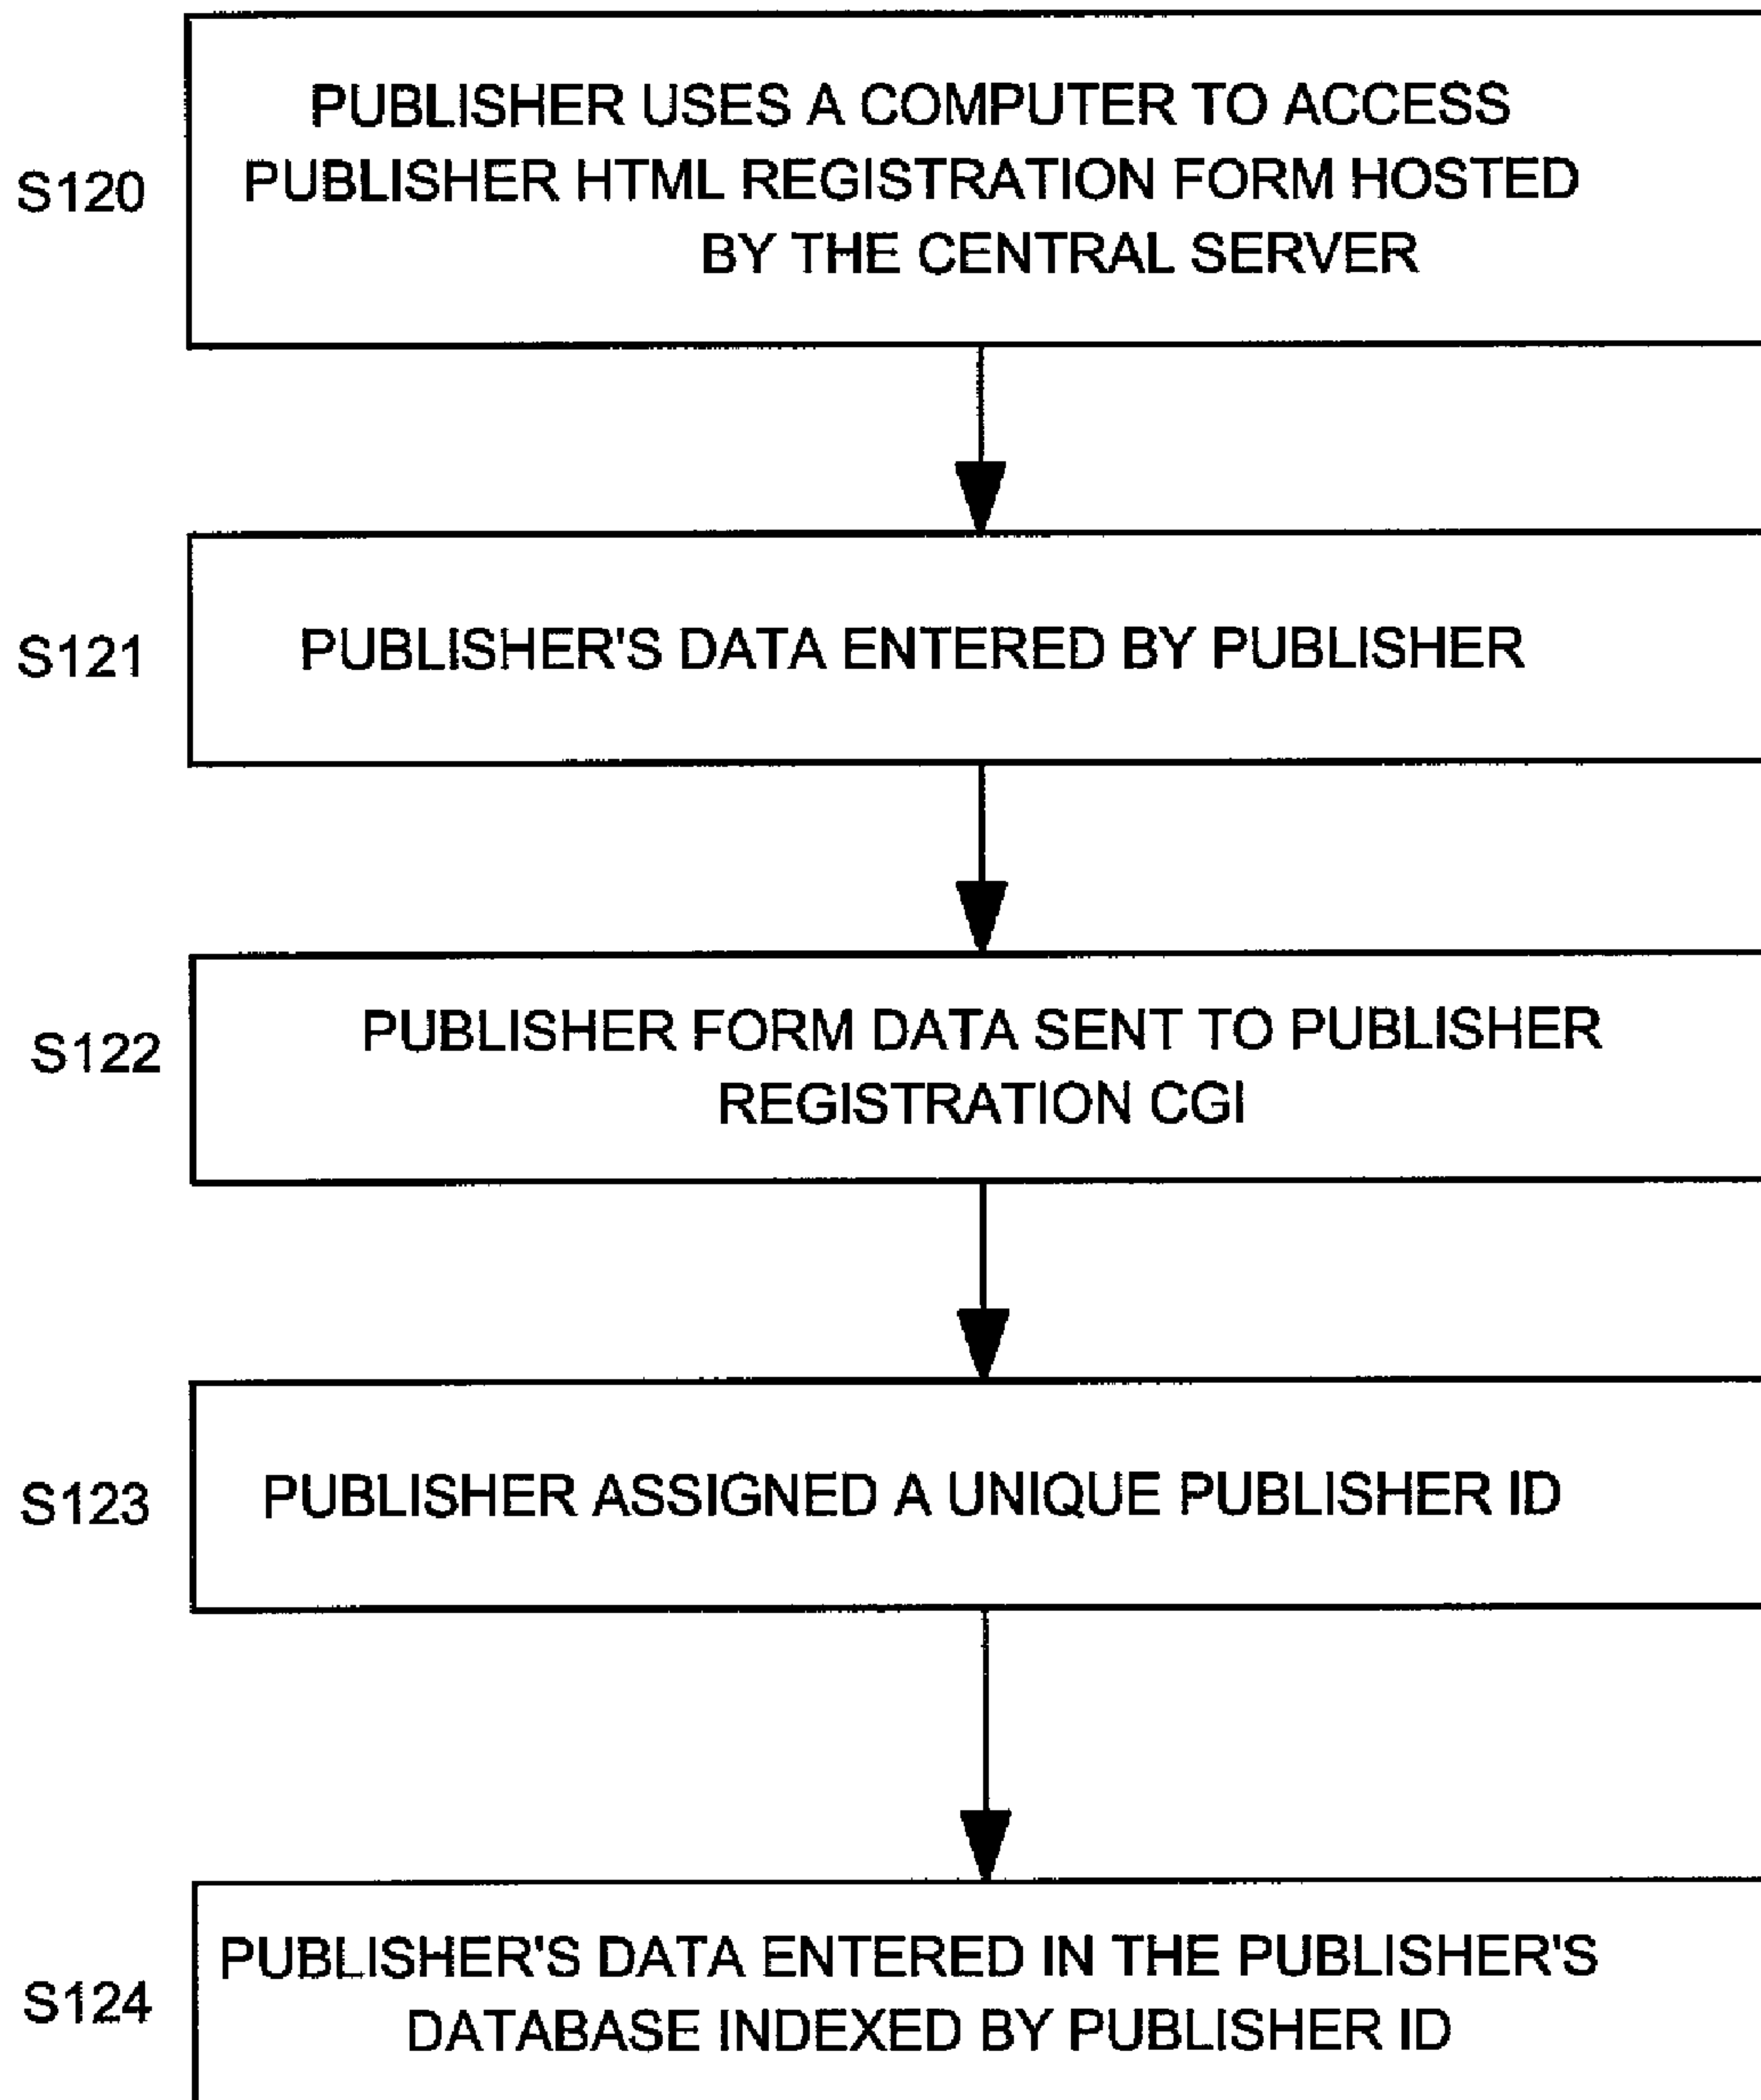 PUBLISHER USES A COMPUTER TO ACCESS
S120
PUBLISHER HTML REGISTRATION FORM HOSTED
BY THE CENTRAL SERVER
S121
PUBLISHER'S DATA ENTERED BY PUBLISHER
S122
PUBLISHER FORM DATA SENT TO PUBLISHER
REGISTRATION CGI
S123
PUBLISHER ASSIGNED A UNIQUE PUBLISHER ID
S124
PUBLISHER'S DATA ENTERED IN THE PUBLISHER'S
DATABASE INDEXED BY PUBLISHER ID